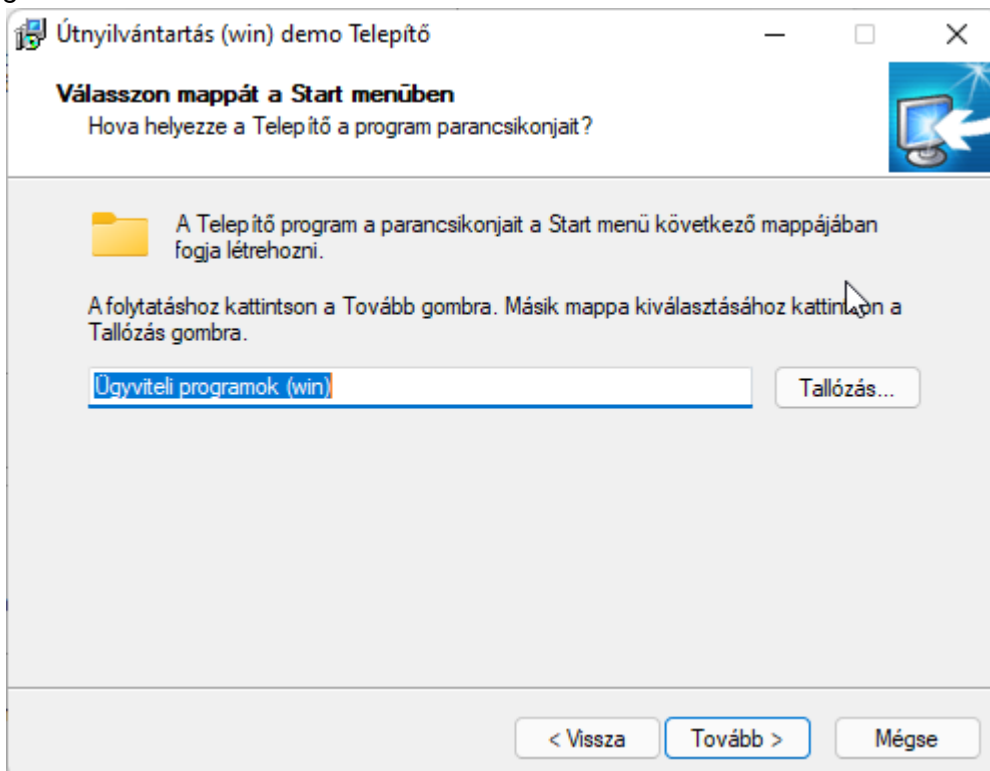 Útnyilvántartás (win) demo Telepítő
Válasszon mappát a Start menüben
Hova helyezze a Telepítő a program parancsikonjait?
A Telepítő program a parancsikonjait a Start menü következő mappájában
fogja létrehozni.
A folytatáshoz kattintson a Tovább gombra. Másik mappa kiválasztásához kattintson a
Tallózás gombra.
Ügyviteli programok (win)
Tallózás...
< Vissza
Tovább >
Mégse